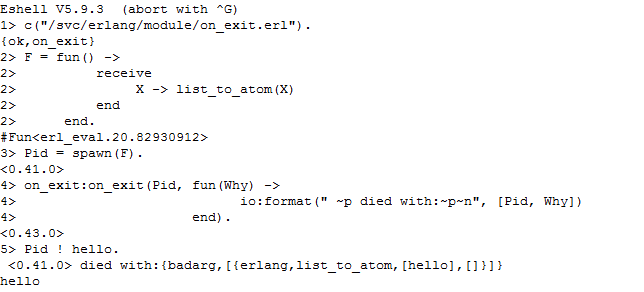 Eshell V5.9.3  (abort with ^G)
1> c("/svc/erlang/module/on_exit.erl").
{ok,on_exit}
2> F = fun() ->
2>         receive
2>             X -> list_to_atom(X)
2>         end
2>     end.
#Fun<erl_eval.20.82930912>
3> Pid = spawn(F).
<0.41.0>
4> on_exit:on_exit(Pid, fun(Why) ->
4>                         io:format(" ~p died with:~p~n", [Pid, Why])
4>                      end).
<0.43.0>
5> Pid ! hello.
 <0.41.0> died with:{badarg,[{erlang,list_to_atom,[hello],[]}]}
hello